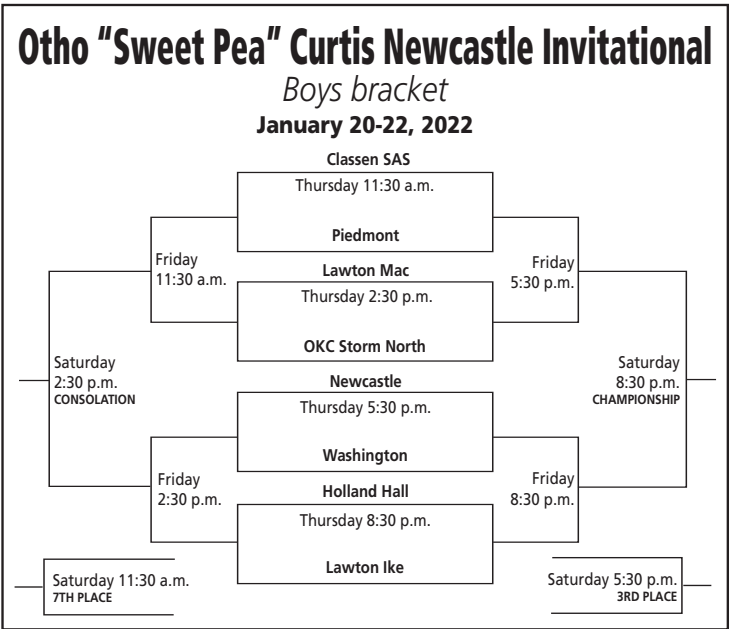 Otho “Sweet Pea” Curtis Newcastle Invitational
Boys bracket
January 20-22, 2022
Classen SAS
Thursday 11:30 a.m.
Piedmont
Friday
11:30 a.m.
Friday
5:30 p.m.
Lawton Mac
Thursday 2:30 p.m.
OKC Storm North
Saturday
2:30 p.m.
CONSOLATION
Saturday
8:30 p.m.
CHAMPIONSHIP
Newcastle
Thursday 5:30 p.m.
Washington
Friday
2:30 p.m.
Friday
8:30 p.m.
Holland Hall
Thursday 8:30 p.m.
Lawton Ike
Saturday 11:30 a.m.
7TH PLACE
Saturday 5:30 p.m.
3RD PLACE